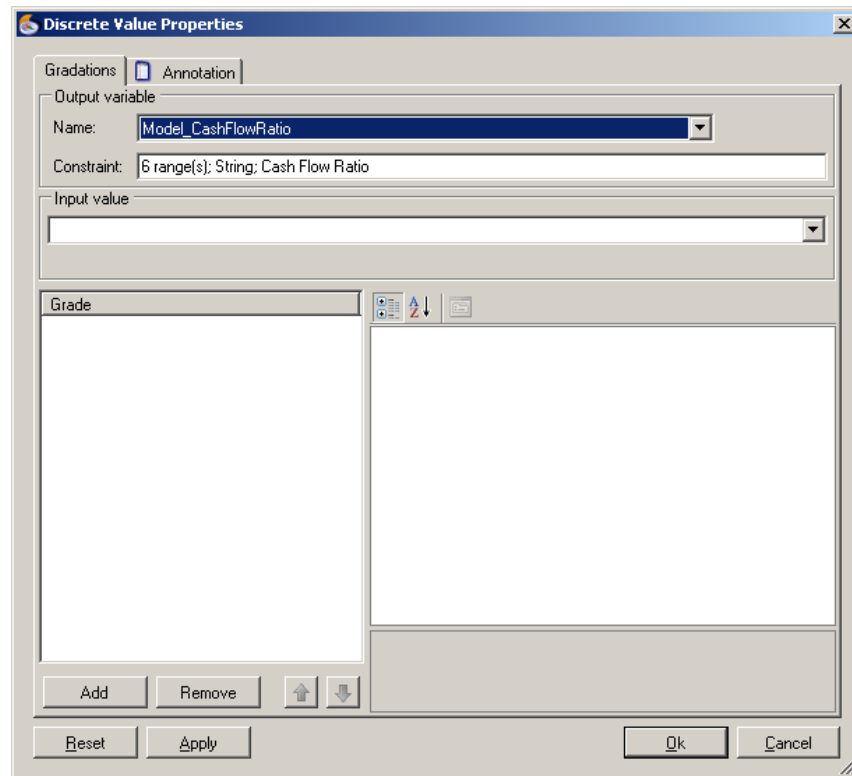 Discrete Value Properties
Gradations Annotation
Output variable
Name: Model_CashFlowRatio
Constraint: 6 range(s); String; Cash Flow Ratio
Input value
Grade
A
Z
Add Remove
Reset Apply Ok Cancel